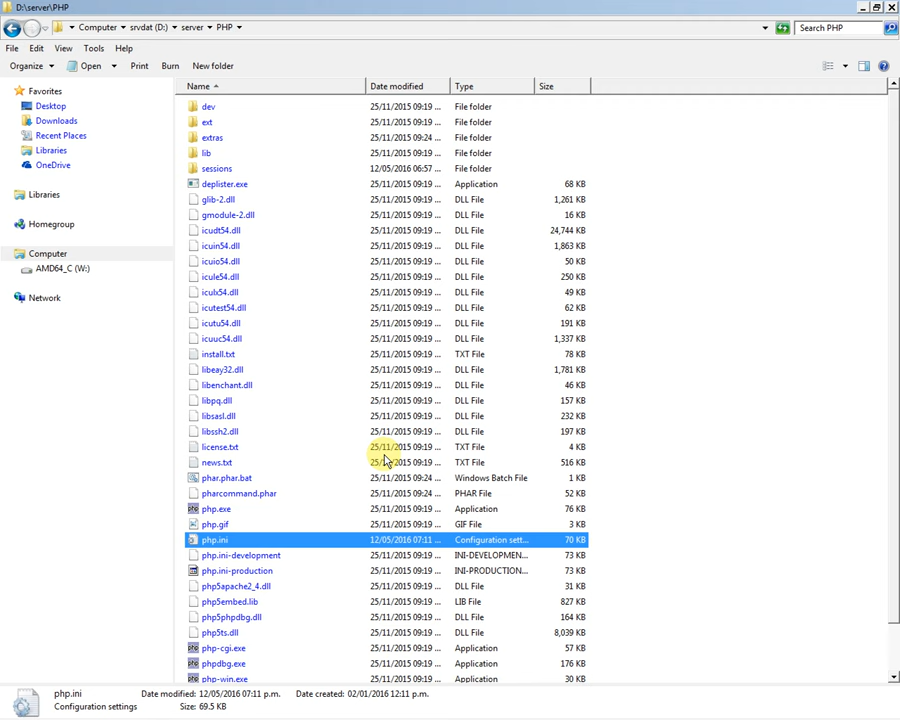 D:\server\PHP
Computer ▸ srvdat (D:) ▸ server ▸ PHP ▸
Search PHP
File Edit View Tools Help
Organize Open Print Burn New folder
Name Date modified Type Size
Favorites
Desktop
Downloads
Recent Places
Libraries
OneDrive
Libraries
Homegroup
Computer
AMD64_C (W:)
Network
dev 25/11/2015 09:19 ... File folder
ext 25/11/2015 09:19 ... File folder
extras 25/11/2015 09:24 ... File folder
lib 25/11/2015 09:19 ... File folder
sessions 12/05/2016 06:57 ... File folder
deplister.exe 25/11/2015 09:19 ... Application 68 KB
glib-2.dll 25/11/2015 09:19 ... DLL File 1,261 KB
gmodule-2.dll 25/11/2015 09:19 ... DLL File 16 KB
icudt54.dll 25/11/2015 09:19 ... DLL File 24,744 KB
icuin54.dll 25/11/2015 09:19 ... DLL File 1,863 KB
icuio54.dll 25/11/2015 09:19 ... DLL File 50 KB
icule54.dll 25/11/2015 09:19 ... DLL File 250 KB
iculx54.dll 25/11/2015 09:19 ... DLL File 49 KB
icutest54.dll 25/11/2015 09:19 ... DLL File 62 KB
icutu54.dll 25/11/2015 09:19 ... DLL File 191 KB
icuuc54.dll 25/11/2015 09:19 ... DLL File 1,337 KB
install.txt 25/11/2015 09:19 ... TXT File 78 KB
libeay32.dll 25/11/2015 09:19 ... DLL File 1,781 KB
libenchant.dll 25/11/2015 09:19 ... DLL File 46 KB
libpq.dll 25/11/2015 09:19 ... DLL File 157 KB
libsasl.dll 25/11/2015 09:19 ... DLL File 232 KB
libssh2.dll 25/11/2015 09:19 ... DLL File 197 KB
license.txt 25/11/2015 09:19 ... TXT File 4 KB
news.txt 25/11/2015 09:19 ... TXT File 516 KB
phar.phar.bat 25/11/2015 09:24 ... Windows Batch File 1 KB
pharcommand.phar 25/11/2015 09:24 ... PHAR File 52 KB
php.exe 25/11/2015 09:19 ... Application 76 KB
php.gif 25/11/2015 09:19 ... GIF File 3 KB
php.ini 12/05/2016 07:11 ... Configuration sett... 70 KB
php.ini-development 25/11/2015 09:19 ... INI-DEVELOPMEN... 73 KB
php.ini-production 25/11/2015 09:19 ... INI-PRODUCTION... 73 KB
php5apache2_4.dll 25/11/2015 09:19 ... DLL File 31 KB
php5embed.lib 25/11/2015 09:19 ... LIB File 827 KB
php5phpdbg.dll 25/11/2015 09:19 ... DLL File 164 KB
php5ts.dll 25/11/2015 09:19 ... DLL File 8,039 KB
php-cgi.exe 25/11/2015 09:19 ... Application 57 KB
phpdbg.exe 25/11/2015 09:19 ... Application 176 KB
php-win.exe 25/11/2015 09:19 ... Application 30 KB
php.ini Date modified: 12/05/2016 07:11 p.m. Date created: 02/01/2016 12:11 p.m.
Configuration settings Size: 69.5 KB